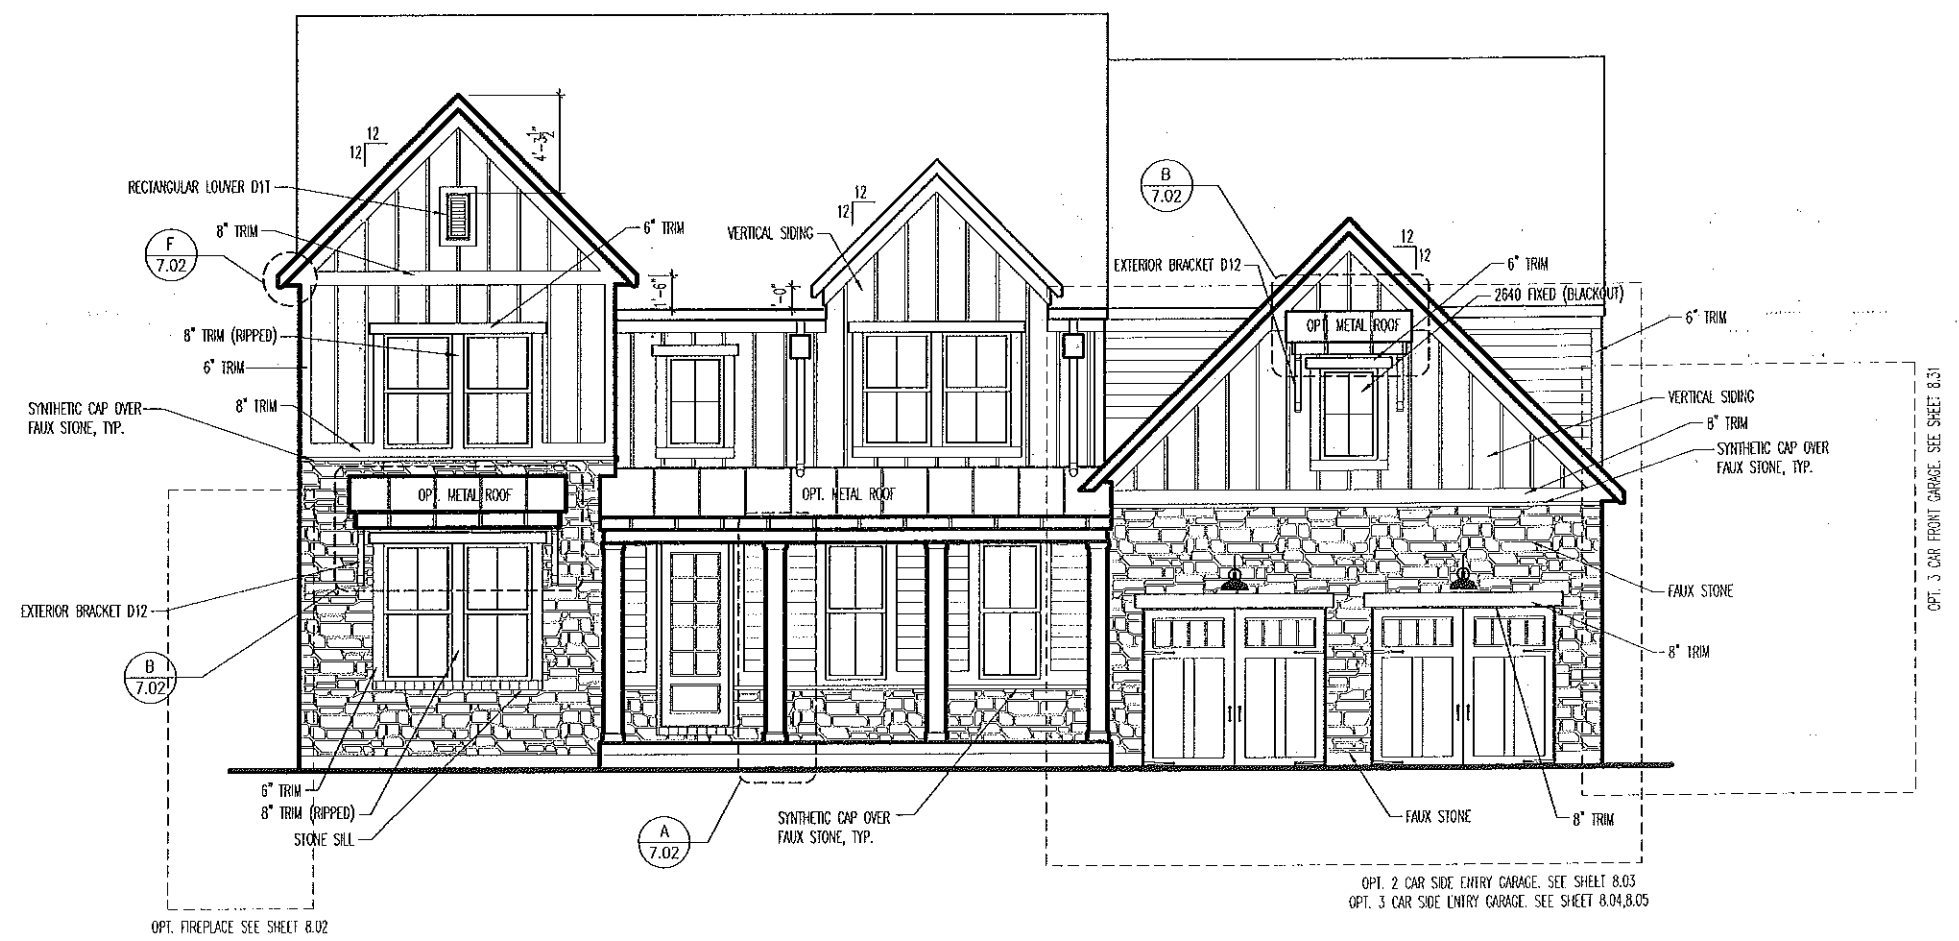 12
12
4'-3 1/2"
RECTANGULAR LOUVER D1T
8" TRIM
F
7.02
6" TRIM
8" TRIM (RIPPED)
6" TRIM
8" TRIM
SYNTHETIC CAP OVER
FAUX STONE, TYP.
1'-6"
VERTICAL SIDING
12
12
B
7.02
EXTERIOR BRACKET D12
12
12
6" TRIM
2640 FIXED (BLACKOUT)
OPT. METAL ROOF
6" TRIM
VERTICAL SIDING
8" TRIM
SYNTHETIC CAP OVER
FAUX STONE, TYP.
OPT. 3 CAR FRONT GARAGE. SEE SHEET 8.31
OPT. METAL ROOF
OPT. METAL ROOF
EXTERIOR BRACKET D12
B
7.02
FAUX STONE
8" TRIM
6" TRIM
8" TRIM (RIPPED)
STONE SILL
A
7.02
SYNTHETIC CAP OVER
FAUX STONE, TYP.
FAUX STONE
8" TRIM
OPT. 2 CAR SIDE ENTRY GARAGE. SEE SHEET 8.03
OPT. 3 CAR SIDE ENTRY GARAGE. SEE SHEET 8.04,8.05
OPT. FIREPLACE SEE SHEET 8.02